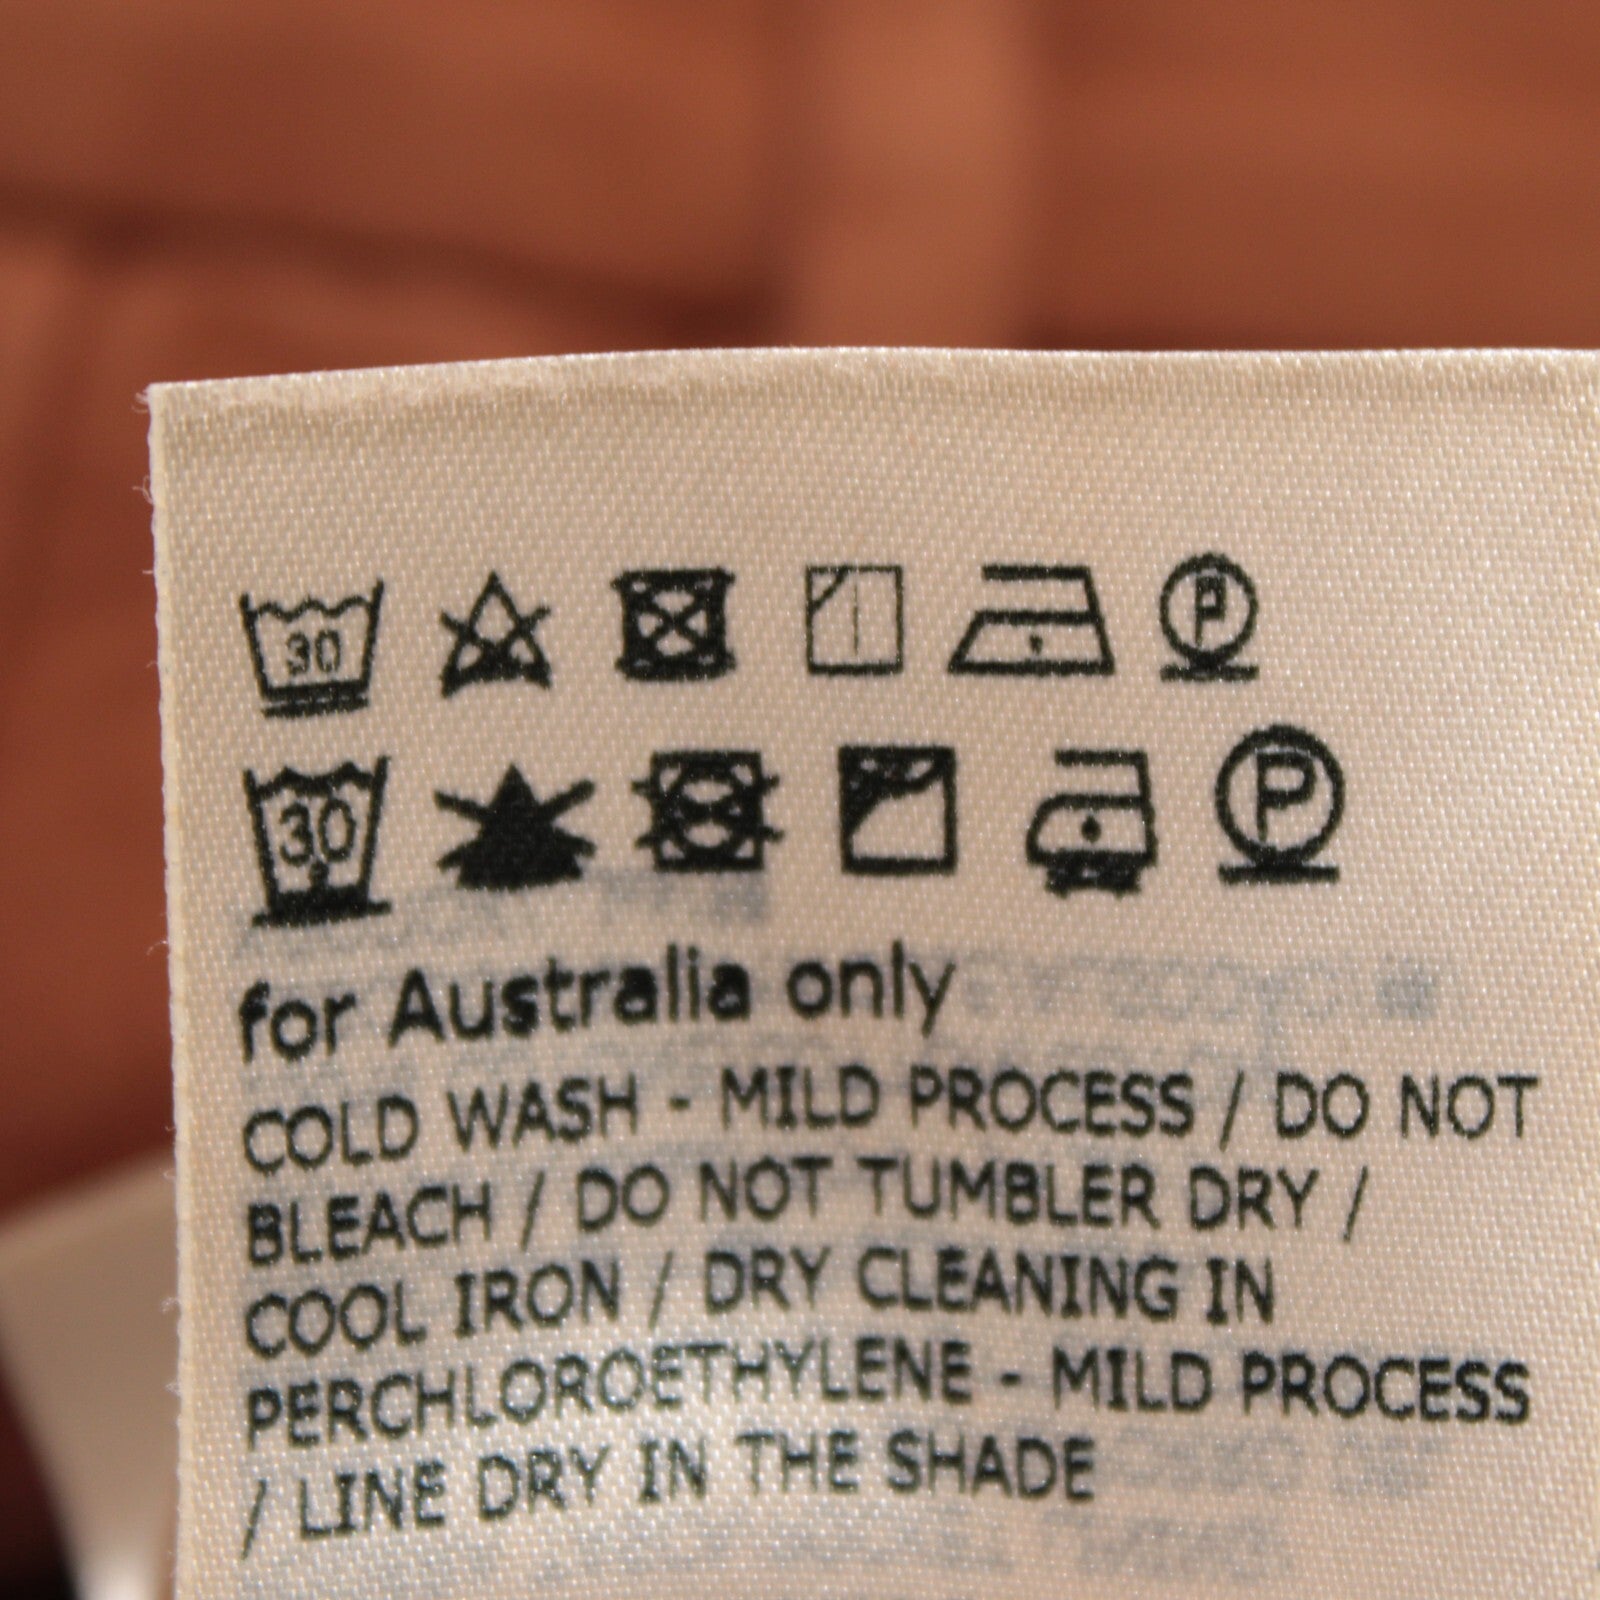 30 P
30 P
for Australia only
COLD WASH - MILD PROCESS / DO NOT
BLEACH / DO NOT TUMBLER DRY /
COOL IRON / DRY CLEANING IN
PERCHLOROETHYLENE - MILD PROCESS
/ LINE DRY IN THE SHADE